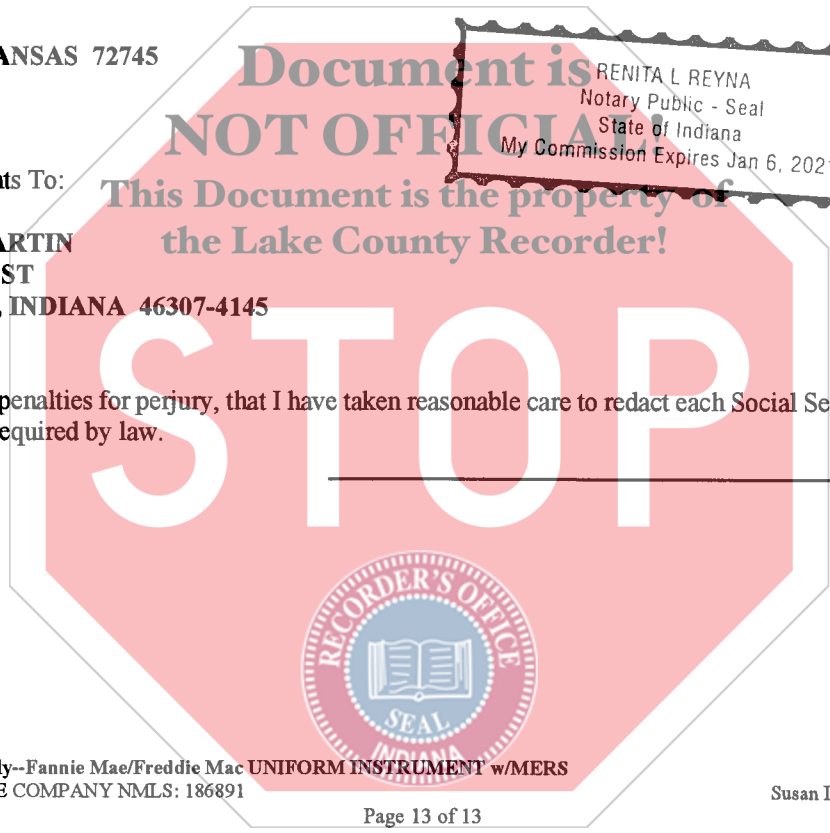 ANSAS 72745
Document is
NOT OFFICIAL!
This Document is the property of
the Lake County Recorder!
RENITA L REYNA
Notary Public - Seal
State of Indiana
My Commission Expires Jan 6, 202
nts To:
ARTIN
ST
, INDIANA 46307-4145
STOP
penalties for perjury, that I have taken reasonable care to redact each Social Se
equired by law.
RECORDER'S OFFICE
SEAL
INDIANA
ly--Fannie Mae/Freddie Mac UNIFORM INSTRUMENT w/MERS
E COMPANY NMLS: 186891
Susan I
Page 13 of 13